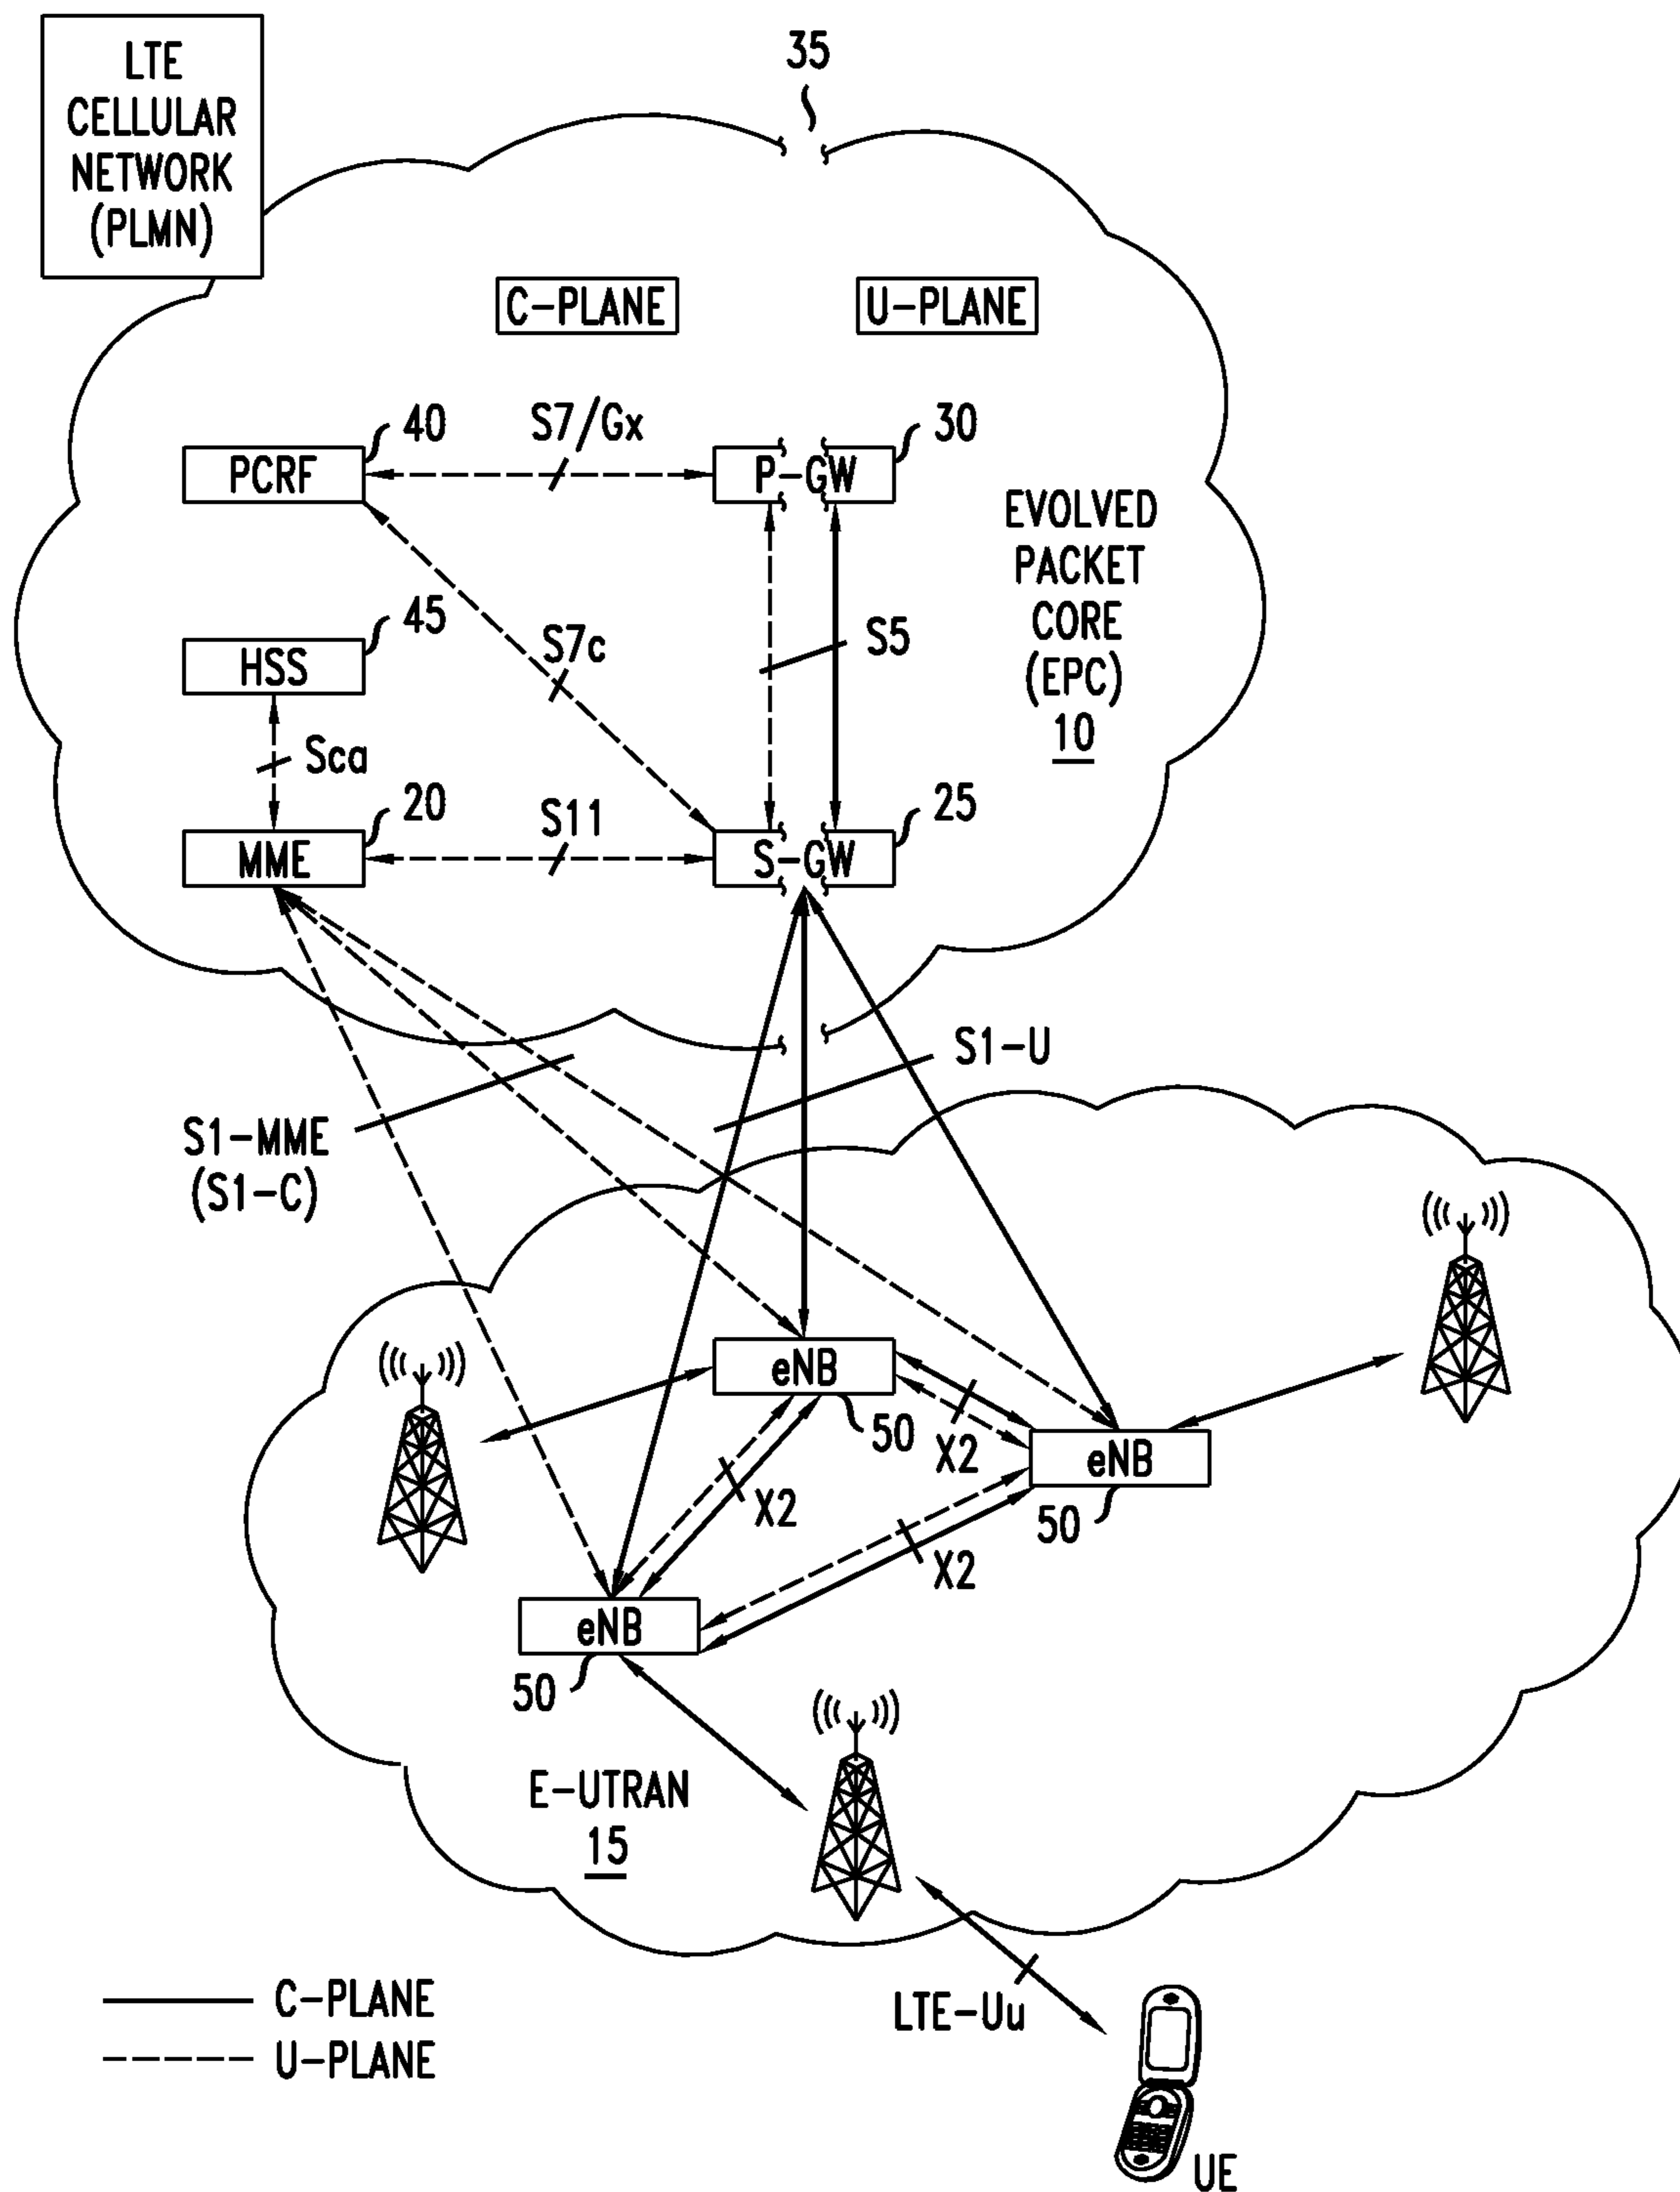 35
LTE
CELLULAR
NETWORK
(PLMN)
C-PLANE
U-PLANE
40
S7/Gx
30
PCRF
P-GW
EVOLVED
PACKET
CORE
(EPC)
10
45
S7c
S5
HSS
Sca
20
S11
25
MME
S-GW
S1-U
S1-MME
(S1-C)
eNB
50
X2
eNB
50
X2
X2
eNB
50
E-UTRAN
15
C-PLANE
U-PLANE
LTE-Uu
UE